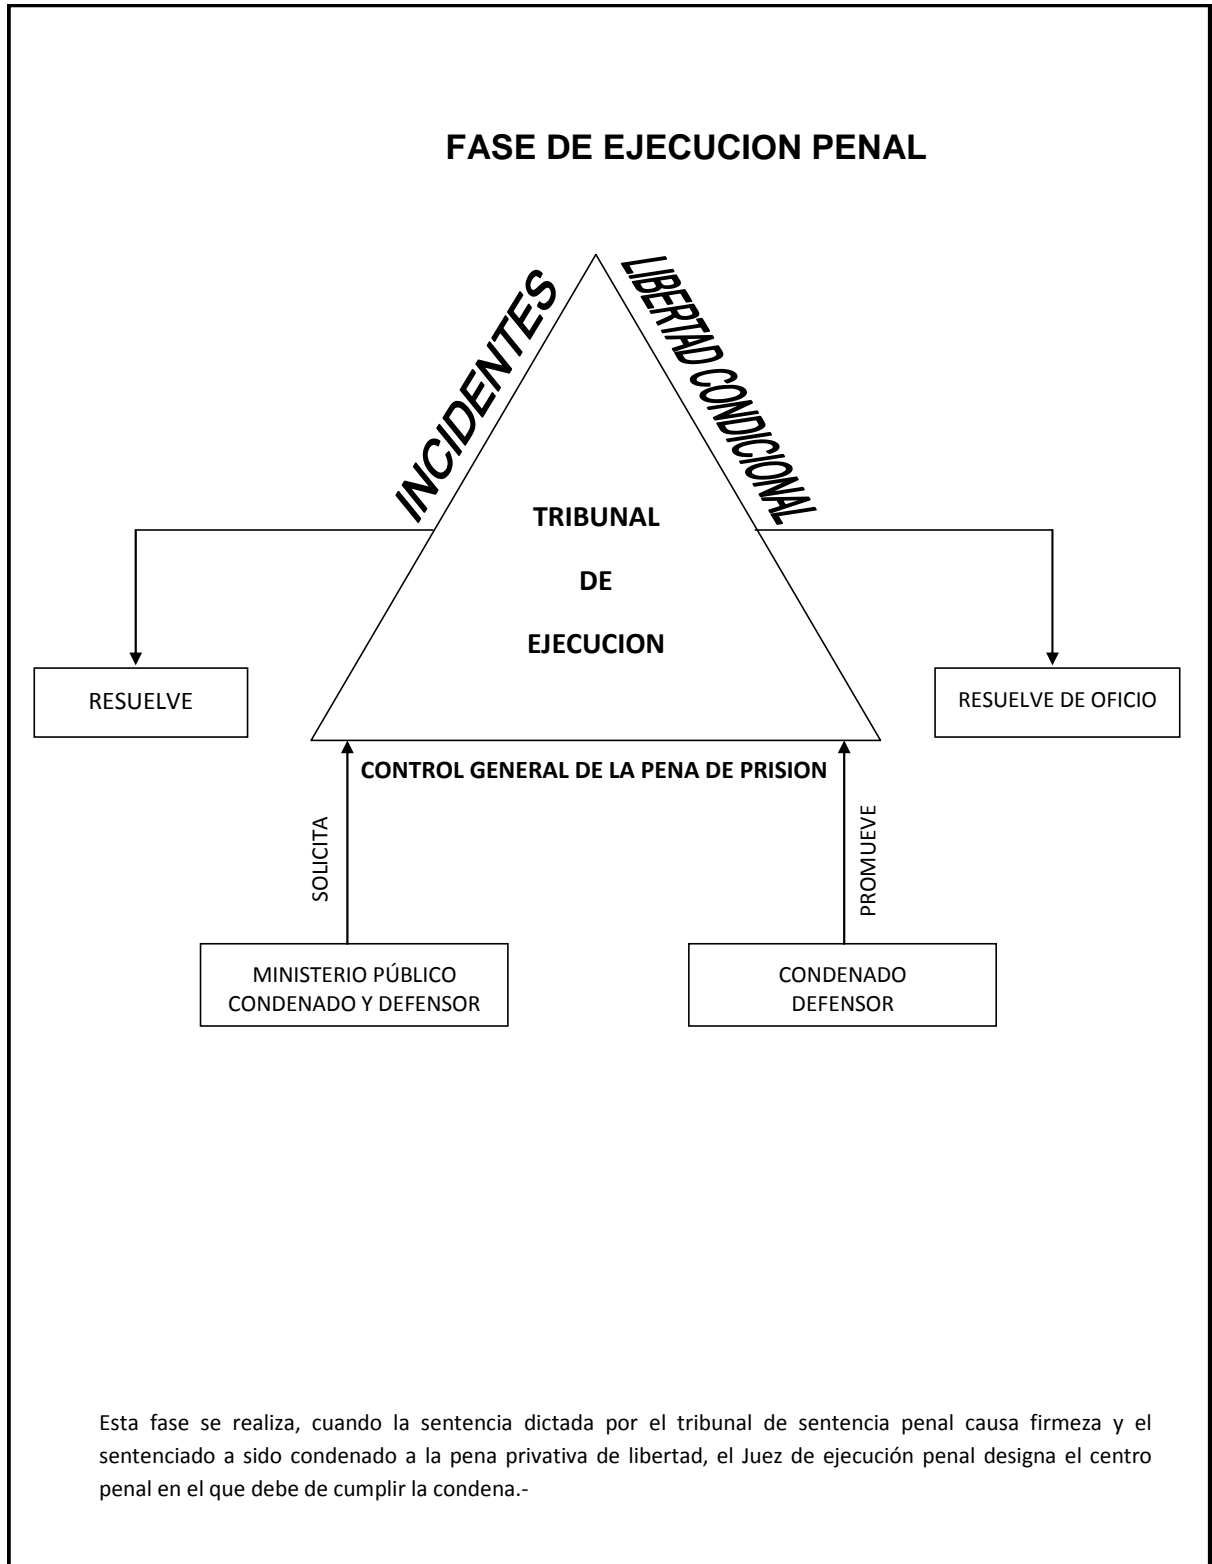 FASE DE EJECUCION PENAL
INCIDENTES
LIBERTAD CONDICIONAL
TRIBUNAL
DE
EJECUCION
RESUELVE
RESUELVE DE OFICIO
CONTROL GENERAL DE LA PENA DE PRISION
SOLICITA
PROMUEVE
MINISTERIO PÚBLICO
CONDENADO Y DEFENSOR
CONDENADO
DEFENSOR
Esta fase se realiza, cuando la sentencia dictada por el tribunal de sentencia penal causa firmeza y el
sentenciado a sido condenado a la pena privativa de libertad, el Juez de ejecución penal designa el centro
penal en el que debe de cumplir la condena.-